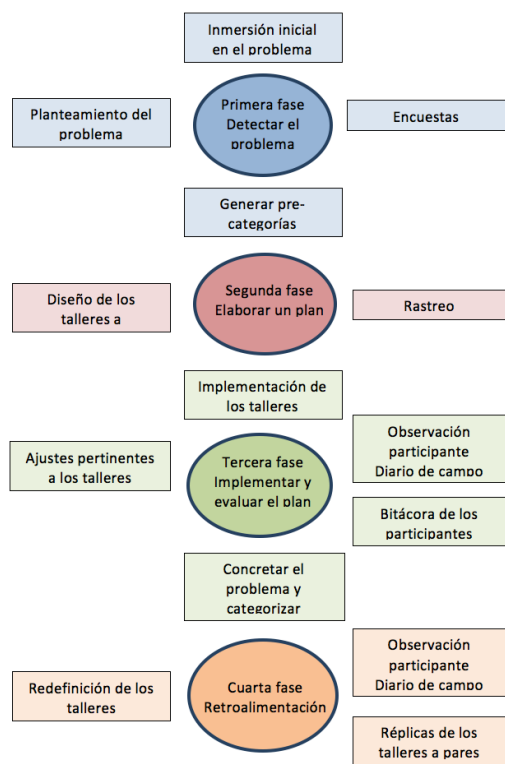 Inmersión inicial
en el problema
Planteamiento del
problema
Primera fase
Detectar el
problema
Encuestas
Generar pre-
categorías
Diseño de los
talleres a
Segunda fase
Elaborar un plan
Rastreo
Implementación de
los talleres
Ajustes pertinentes
a los talleres
Tercera fase
Implementar y
evaluar el plan
Observación
participante
Diario de campo
Bitácora de los
participantes
Concretar el
problema y
categorizar
Redefinición de los
talleres
Cuarta fase
Retroalimentación
Observación
participante
Diario de campo
Réplicas de los
talleres a pares